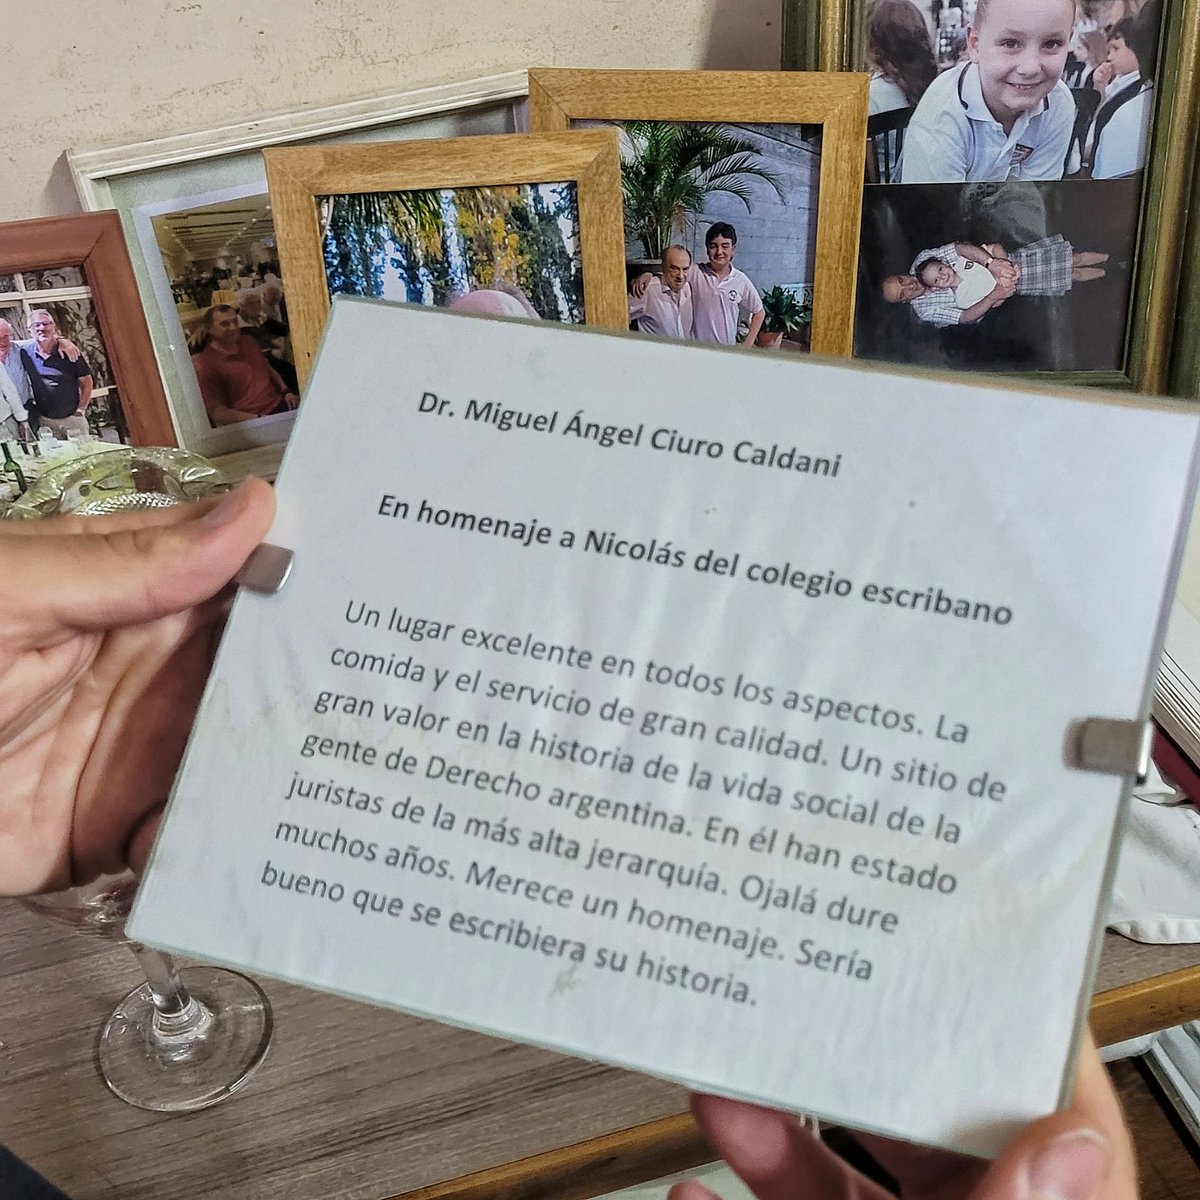 Dr. Miguel Ángel Ciuro Caldani
En homenaje a Nicolás del colegio escribano
Un lugar excelente en todos los aspectos. La
comida y el servicio de gran calidad. Un sitio de
gran valor en la historia de la vida social de la
gente de Derecho argentina. En él han estado
juristas de la más alta jerarquía. Ojalá dure
muchos años. Merece un homenaje. Sería
bueno que se escribiera su historia.